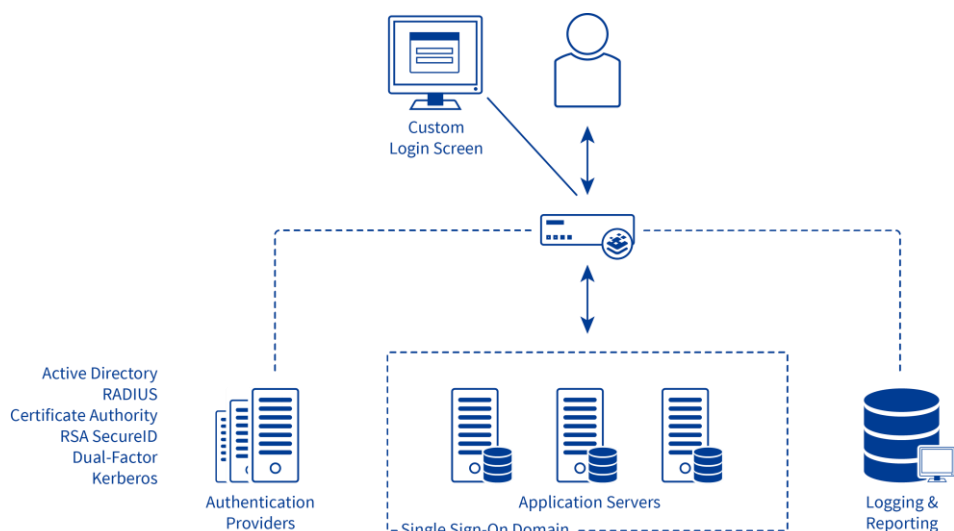 Custom
Login Screen
Active Directory
RADIUS
Certificate Authority
RSA SecureID
Dual-Factor
Kerberos
Authentication
Providers
Application Servers
Single Sign-On Domain
Logging &
Reporting